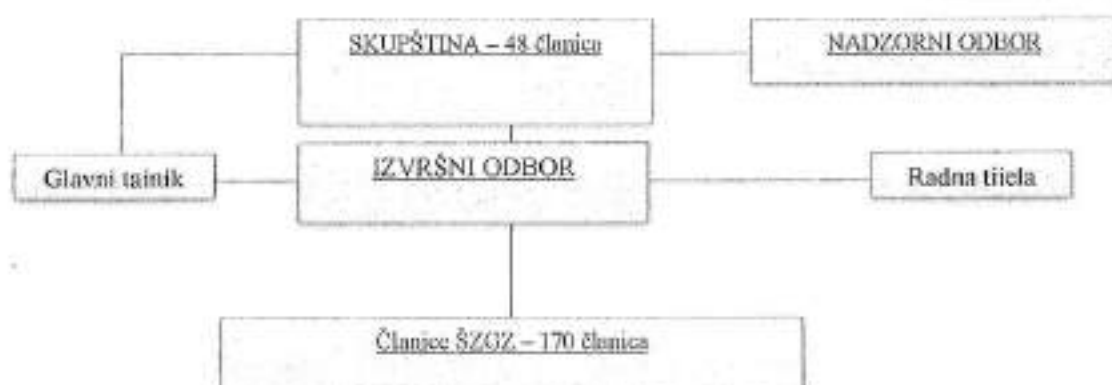 SKUPŠTINA – 48 članica
NADZORNI ODBOR
Glavni tajnik
IZVRŠNI ODBOR
Radna tijela
Članice ŠZGZ – 170 članica